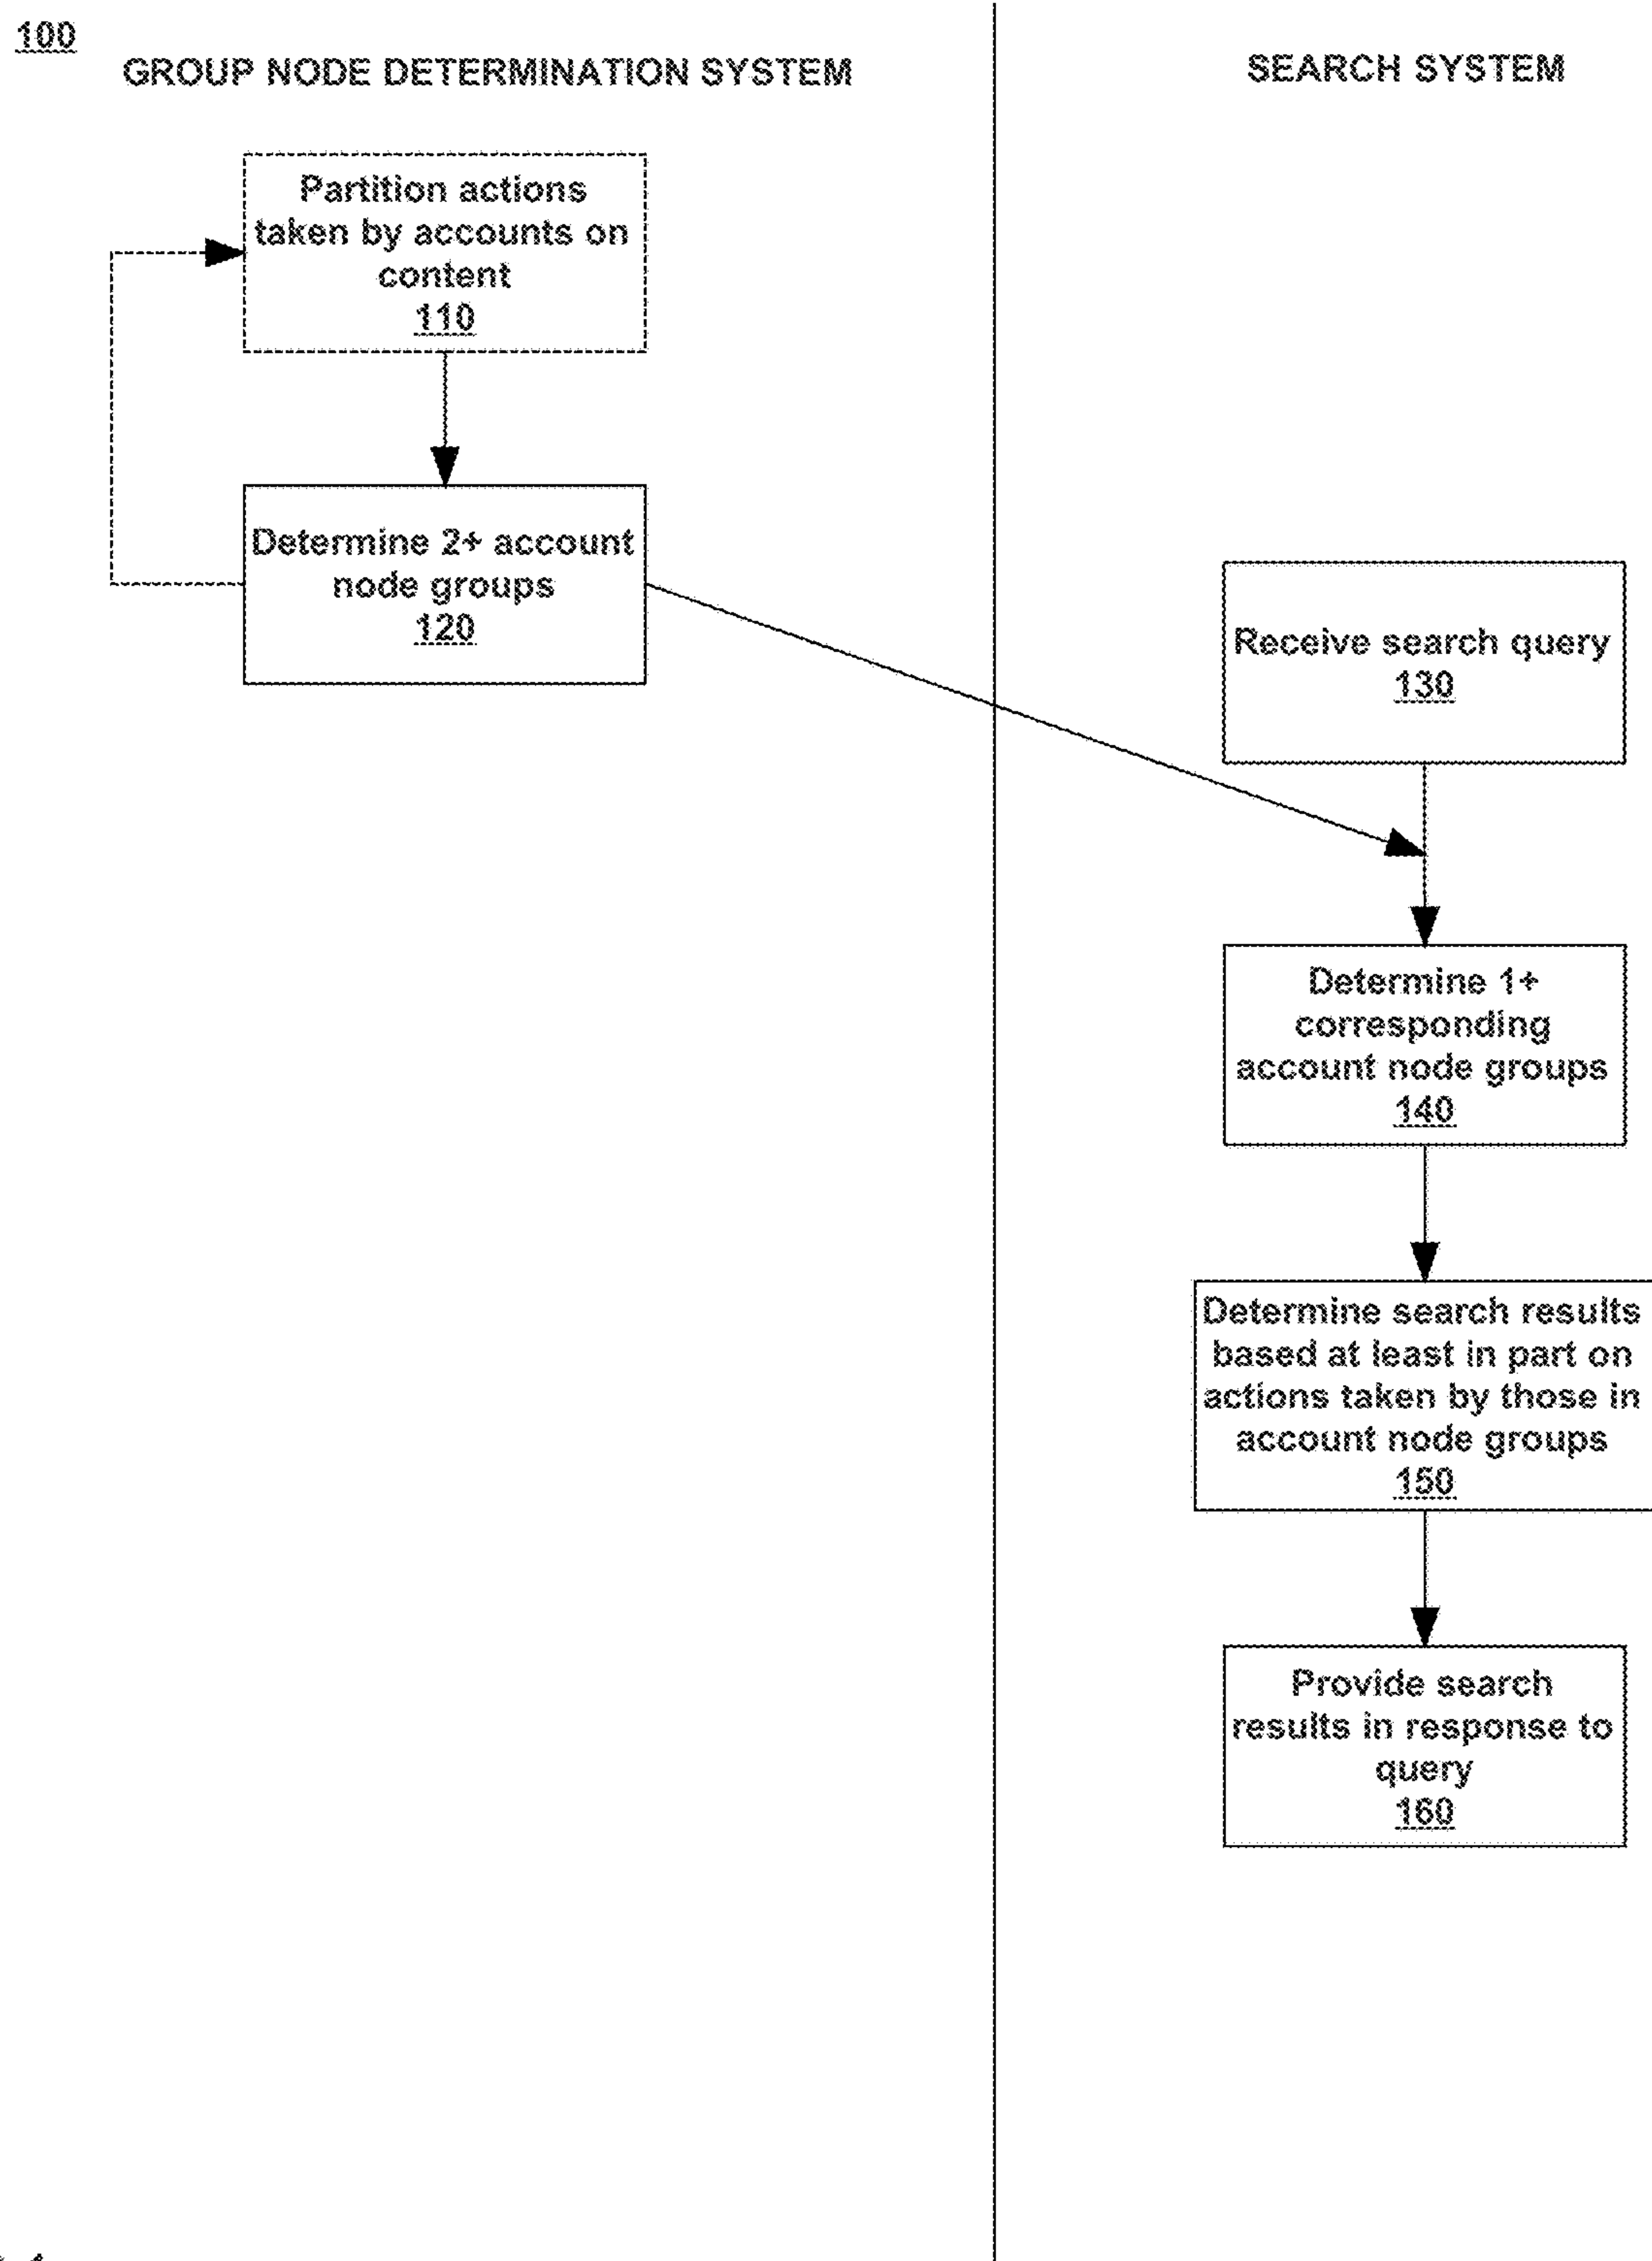 100
GROUP NODE DETERMINATION SYSTEM
SEARCH SYSTEM
Partition actions
taken by accounts on
content
110
Determine 2+ account
node groups
120
Receive search query
130
Determine 1+
corresponding
account node groups
140
Determine search results
based at least in part on
actions taken by those in
account node groups
150
Provide search
results in response to
query
160